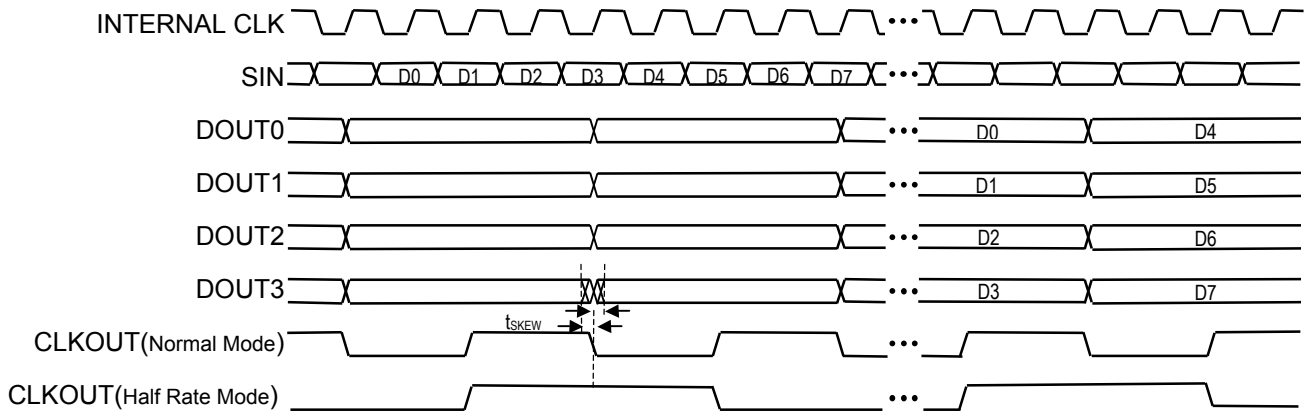 INTERNAL CLK •••
SIN D0 D1 D2 D3 D4 D5 D6 D7 •••
DOUT0 ••• D0 D4
DOUT1 ••• D1 D5
DOUT2 ••• D2 D6
DOUT3 ••• D3 D7
tSKEW
CLKOUT(Normal Mode) •••
CLKOUT(Half Rate Mode) •••